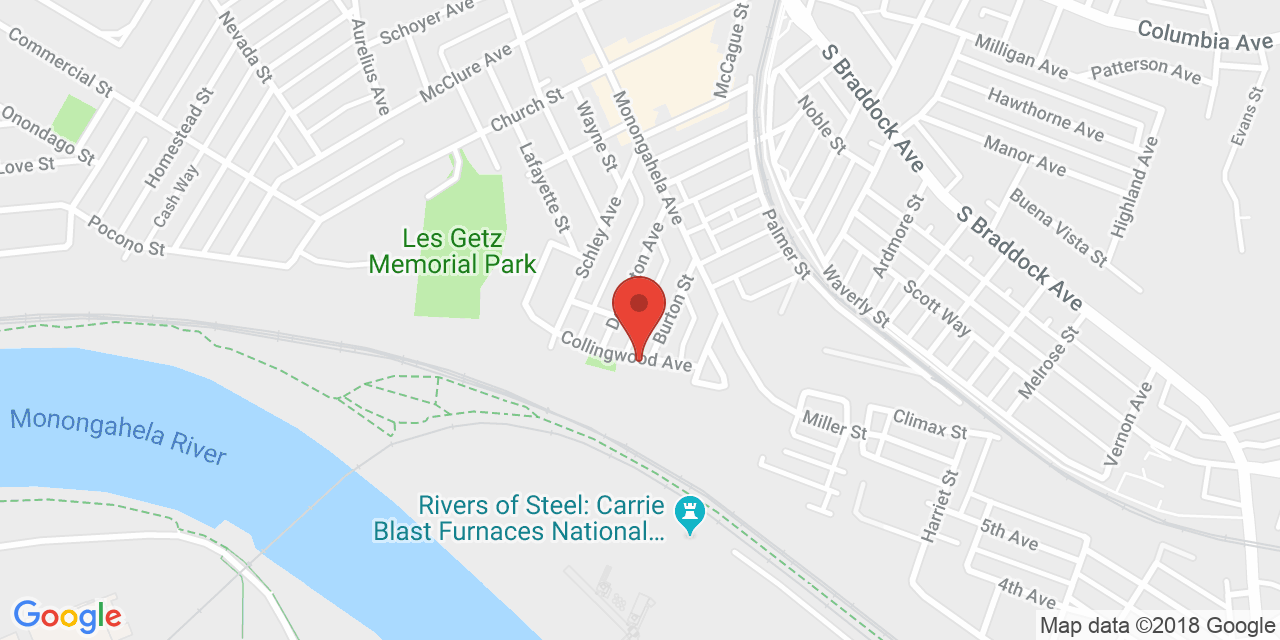 Schoyer Ave
Nevada St
Aurelius Ave
Commercial St
McClure Ave
McCague St
Columbia Ave
Milligan Ave
Patterson Ave
S Braddock Ave
Church St
Wayne St
Monongahela Ave
Noble St
Hawthorne Ave
Evans St
Onondago St
Homestead St
Love St
Cash Way
Lafayette St
Manor Ave
Highland Ave
Buena Vista St
Pocono St
Les Getz
Memorial Park
Schley Ave
D
ton Ave
Burton St
Palmer St
Ardmore St
S Braddock Ave
Waverly St
Scott Way
Collingwood Ave
Melrose St
Monongahela River
Miller St
Climax St
Vernon Ave
Rivers of Steel: Carrie
Blast Furnaces National...
Harriet St
5th Ave
4th Ave
Google
Map data ©2018 Google